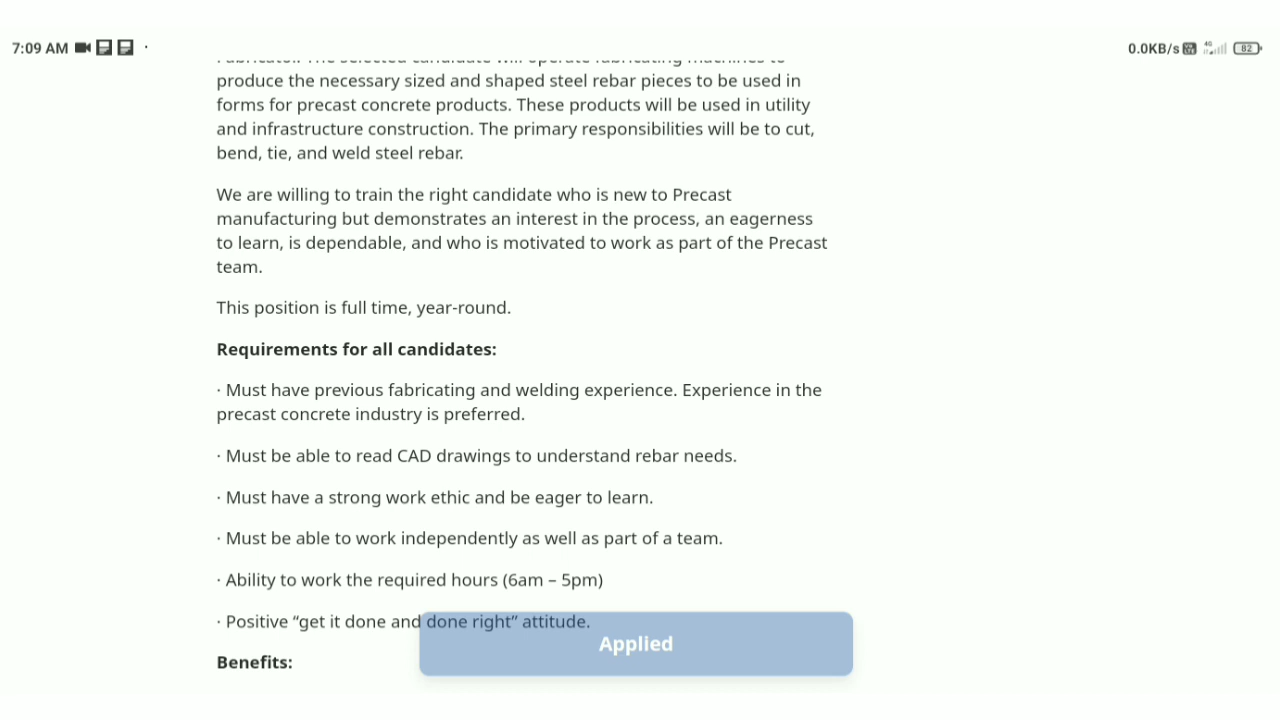 7:09 AM
0.0KB/s
4G
82
produce the necessary sized and shaped steel rebar pieces to be used in
forms for precast concrete products. These products will be used in utility
and infrastructure construction. The primary responsibilities will be to cut,
bend, tie, and weld steel rebar.
We are willing to train the right candidate who is new to Precast
manufacturing but demonstrates an interest in the process, an eagerness
to learn, is dependable, and who is motivated to work as part of the Precast
team.
This position is full time, year-round.
Requirements for all candidates:
· Must have previous fabricating and welding experience. Experience in the
precast concrete industry is preferred.
· Must be able to read CAD drawings to understand rebar needs.
· Must have a strong work ethic and be eager to learn.
· Must be able to work independently as well as part of a team.
· Ability to work the required hours (6am – 5pm)
· Positive “get it done and done right” attitude.
Applied
Benefits: